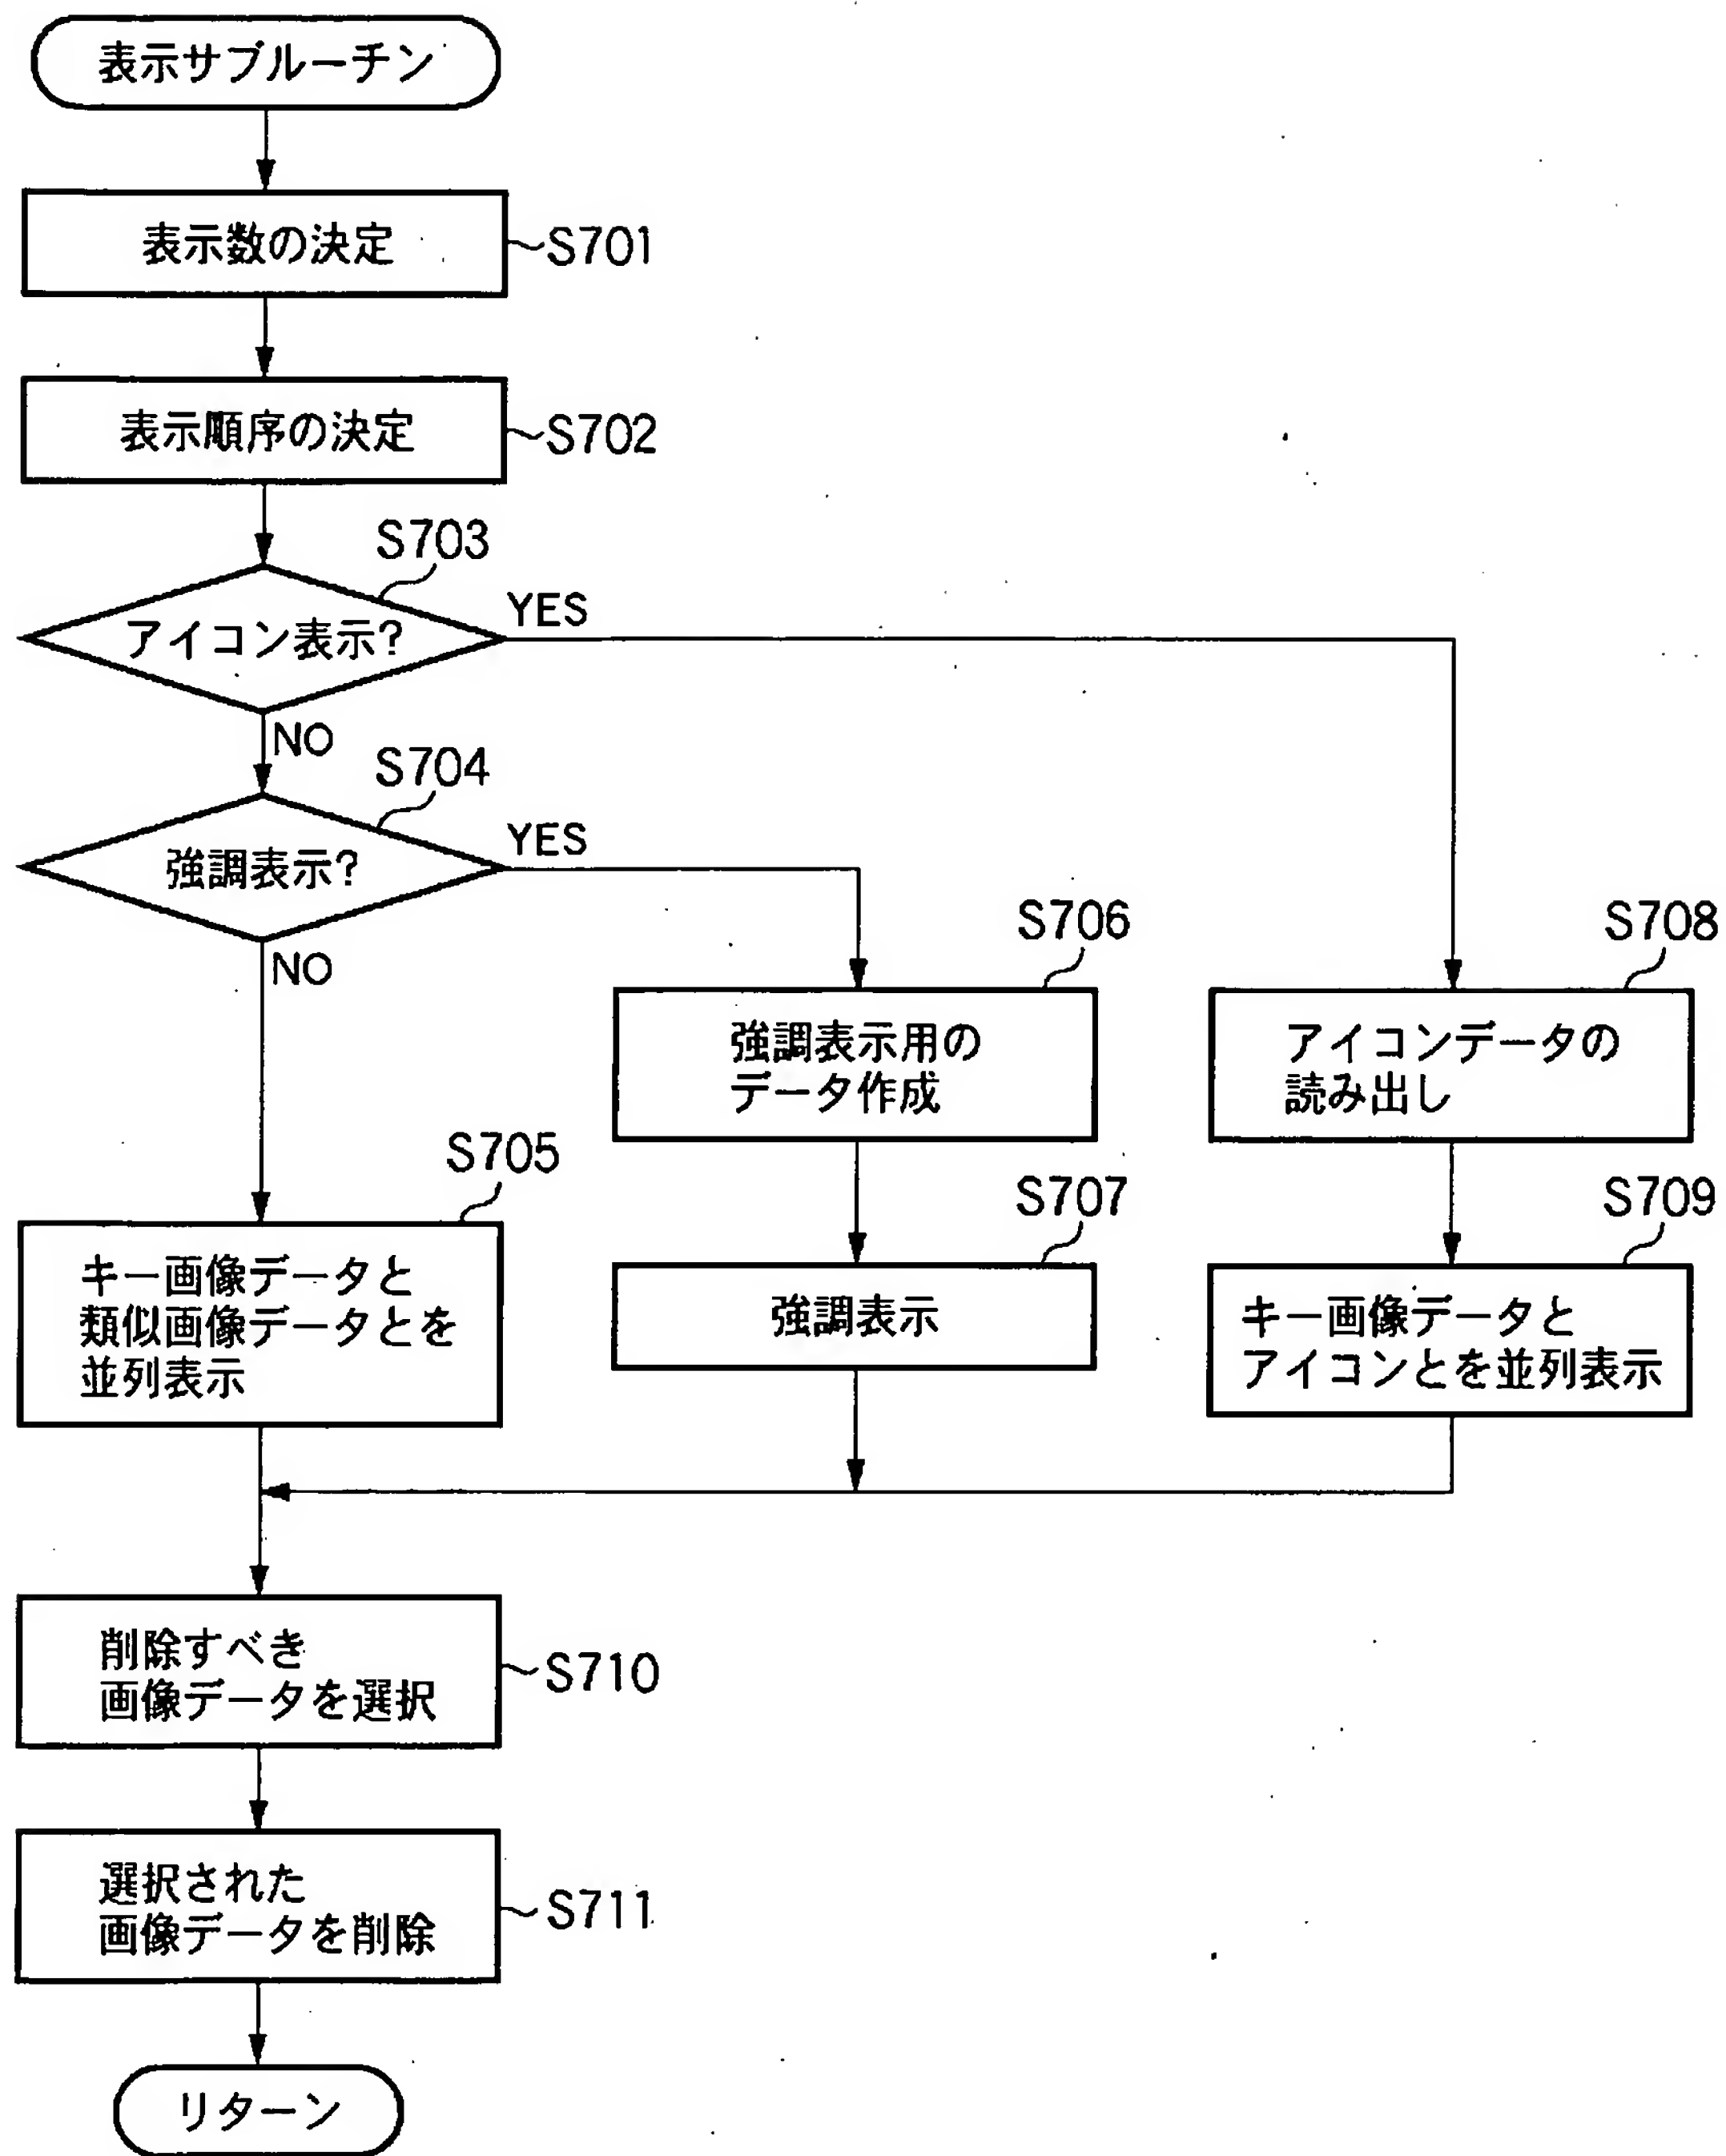 表示サブルーチン
表示数の決定
S701
表示順序の決定
S702
S703
アイコン表示?
YES
NO
S704
強調表示?
YES
NO
S705
キー画像データと
類似画像データとを
並列表示
S706
強調表示用の
データ作成
S707
強調表示
S708
アイコンデータの
読み出し
S709
キー画像データと
アイコンとを並列表示
削除すべき
画像データを選択
S710
選択された
画像データを削除
S711
リターン